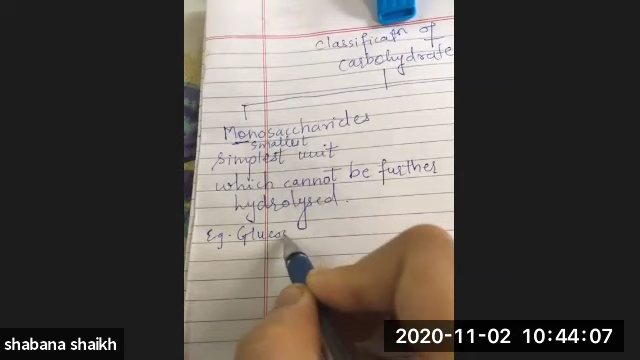 classificatn of
carbohydrate
Monosaccharides
smallest
simplest unit
which cannot be further
hydrolysed.
Eg. Glucos
shabana shaikh
2020-11-02 10:44:07